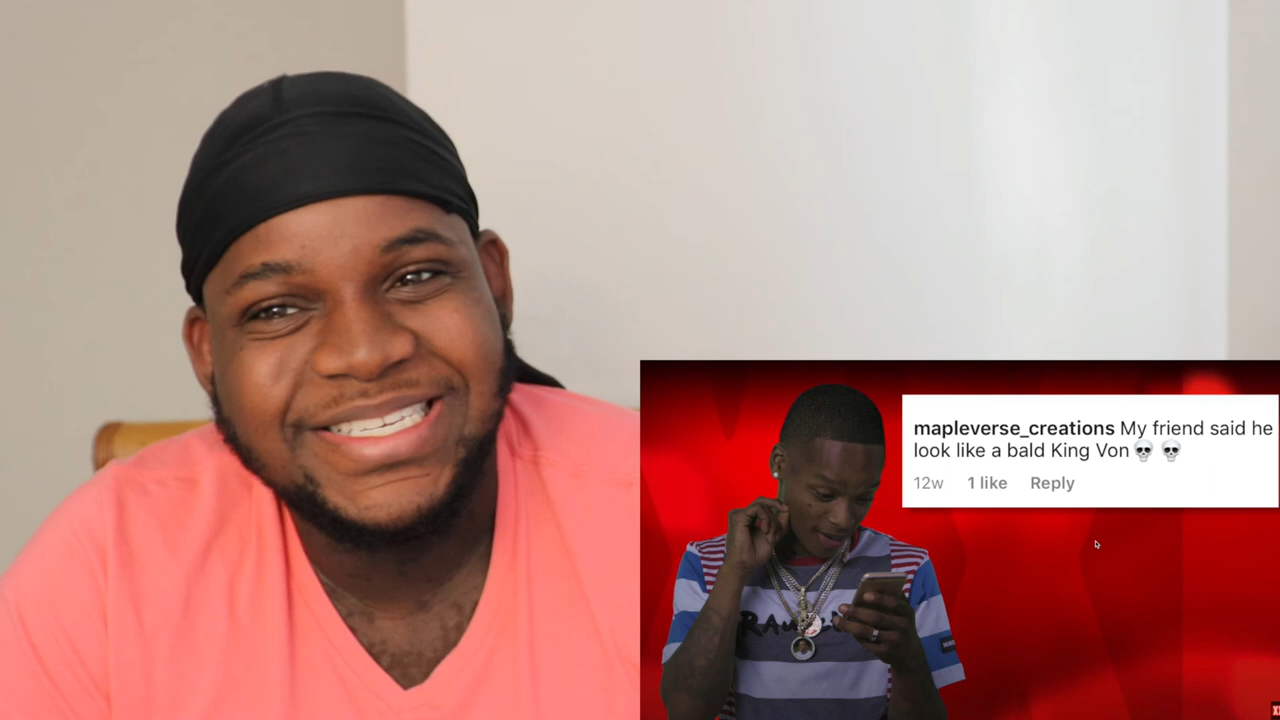 mapleverse_creations My friend said he
look like a bald King Von💀 💀
12w 1 like Reply